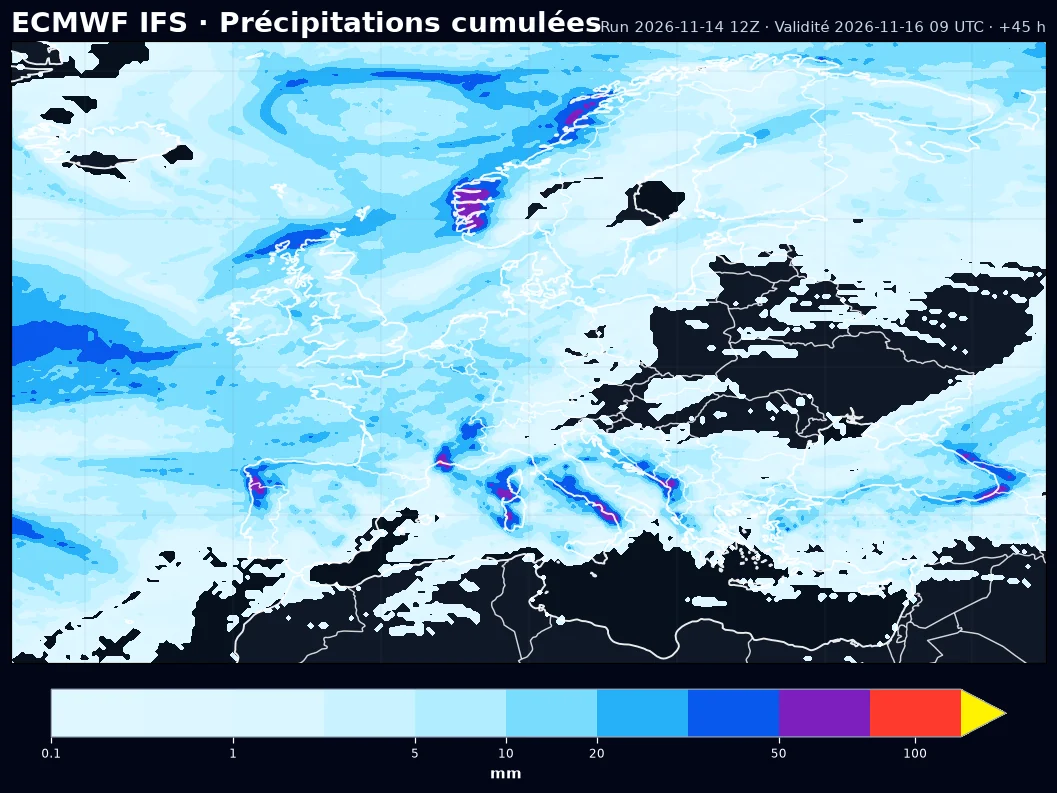 ECMWF IFS · Précipitations cumulées
Run 2026-11-14 12Z · Validité 2026-11-16 09 UTC · +45 h
0.1 1 5 10 20 50 100
mm